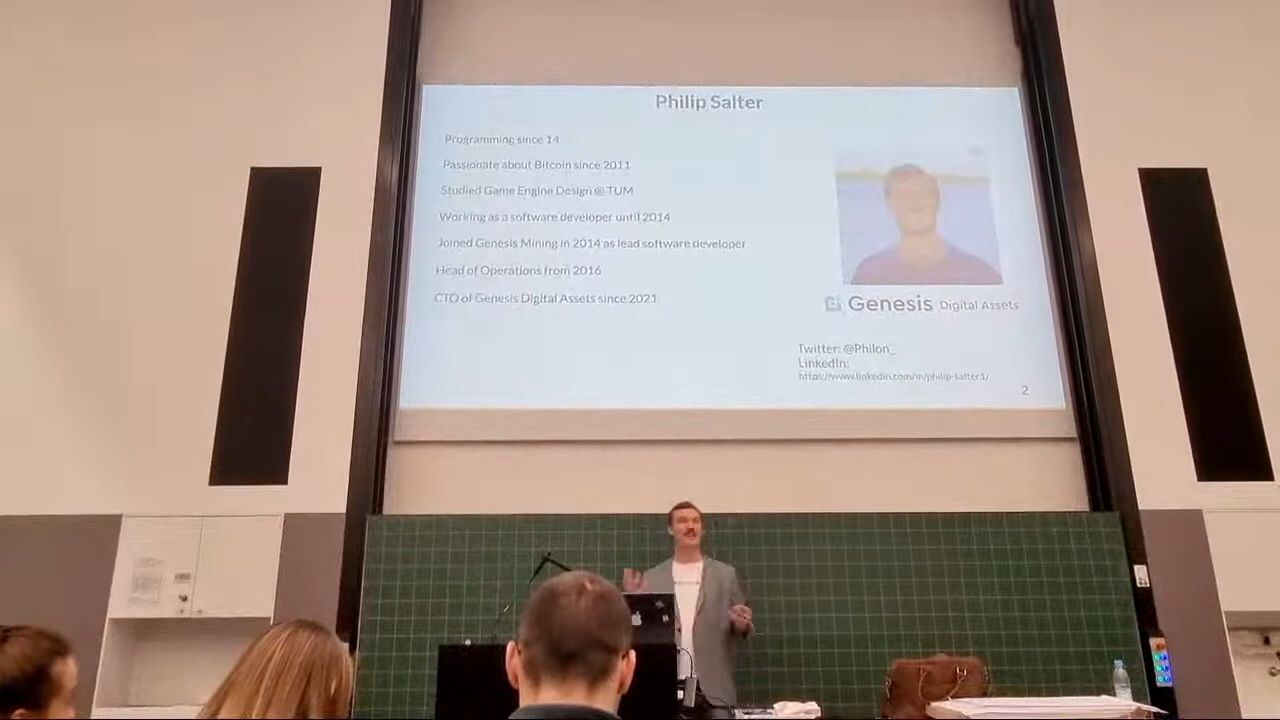 Philip Salter
Programming since 14
Passionate about Bitcoin since 2011
Studied Game Engine Design @ TUM
Working as a software developer until 2014
Joined Genesis Mining in 2014 as lead software developer
Head of Operations from 2016
CTO of Genesis Digital Assets since 2021
Genesis Digital Assets
Twitter: @Philon_
LinkedIn:
https://www.linkedin.com/in/philip-salter1/
2